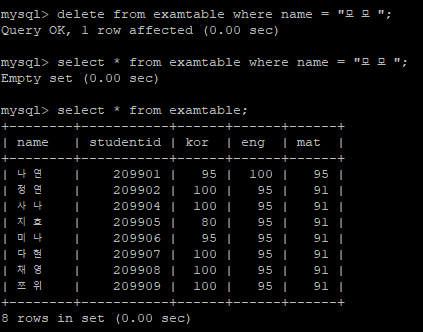 mysql> delete from examtable where name = "모모";
Query OK, 1 row affected (0.00 sec)
mysql> select * from examtable where name = "모모";
Empty set (0.00 sec)
mysql> select * from examtable;
+--------+-----------+------+------+------+
| name | studentid | kor | eng | mat |
+--------+-----------+------+------+------+
| 나연 | 209901 | 95 | 100 | 95 |
| 정연 | 209902 | 100 | 95 | 91 |
| 사나 | 209904 | 100 | 95 | 91 |
| 지효 | 209905 | 80 | 95 | 91 |
| 미나 | 209906 | 95 | 95 | 91 |
| 다현 | 209907 | 100 | 95 | 91 |
| 채영 | 209908 | 100 | 95 | 91 |
| 쯔위 | 209909 | 100 | 95 | 91 |
+--------+-----------+------+------+------+
8 rows in set (0.00 sec)